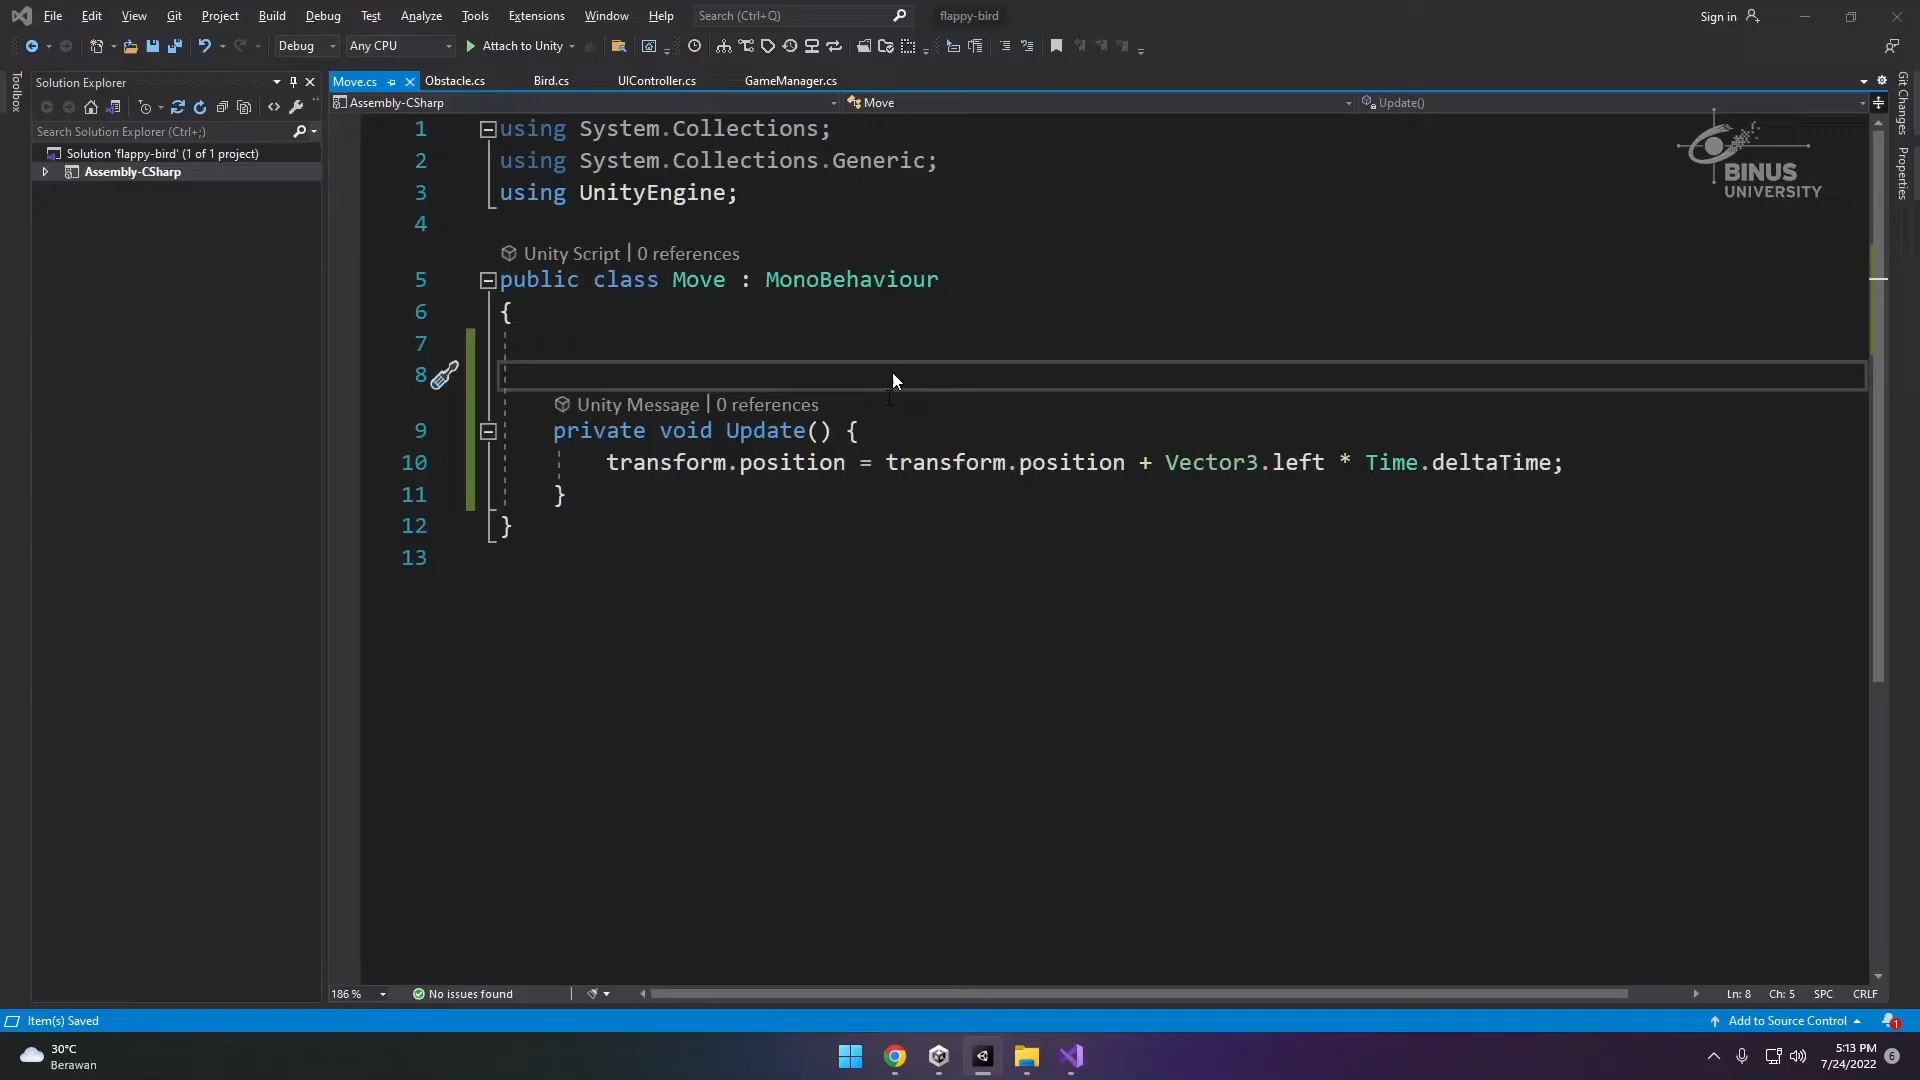 File Edit View Git Project Build Debug Test Analyze Tools Extensions Window Help Search (Ctrl+Q) flappy-bird Sign in
Debug Any CPU Attach to Unity
Toolbox
Solution Explorer
Search Solution Explorer (Ctrl+;)
Solution 'flappy-bird' (1 of 1 project)
Assembly-CSharp
Move.cs Obstacle.cs Bird.cs UIController.cs GameManager.cs
Assembly-CSharp Move Update()
1 using System.Collections;
2 using System.Collections.Generic;
3 using UnityEngine;
4
Unity Script | 0 references
5 public class Move : MonoBehaviour
6 {
7
8
Unity Message | 0 references
9 private void Update() {
10 transform.position = transform.position + Vector3.left * Time.deltaTime;
11 }
12 }
13
BINUS
UNIVERSITY
Git Changes
Properties
186 % No issues found Ln: 8 Ch: 5 SPC CRLF
Item(s) Saved Add to Source Control 1
30°C
Berawan
5:13 PM
7/24/2022
6